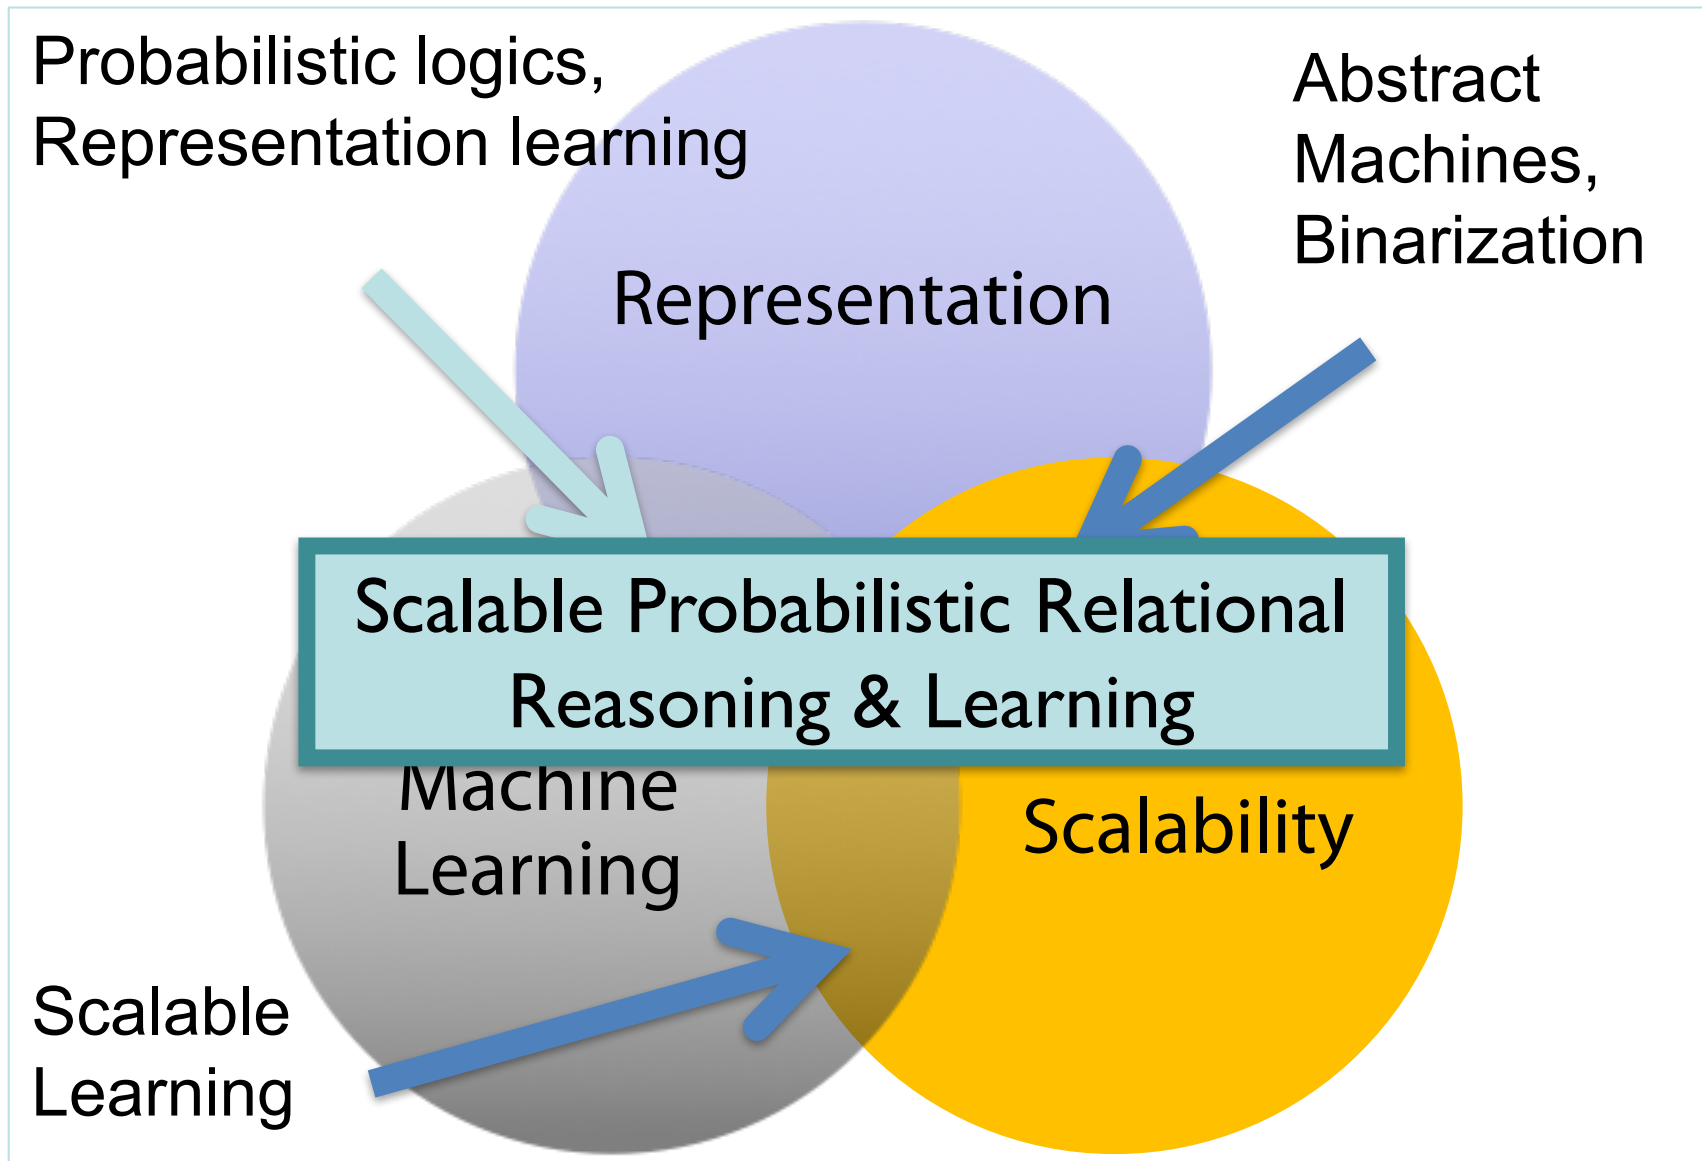 Probabilistic logics,
Representation learning
Abstract
Machines,
Binarization
Representation
Scalable Probabilistic Relational
Reasoning & Learning
Machine
Learning
Scalability
Scalable
Learning